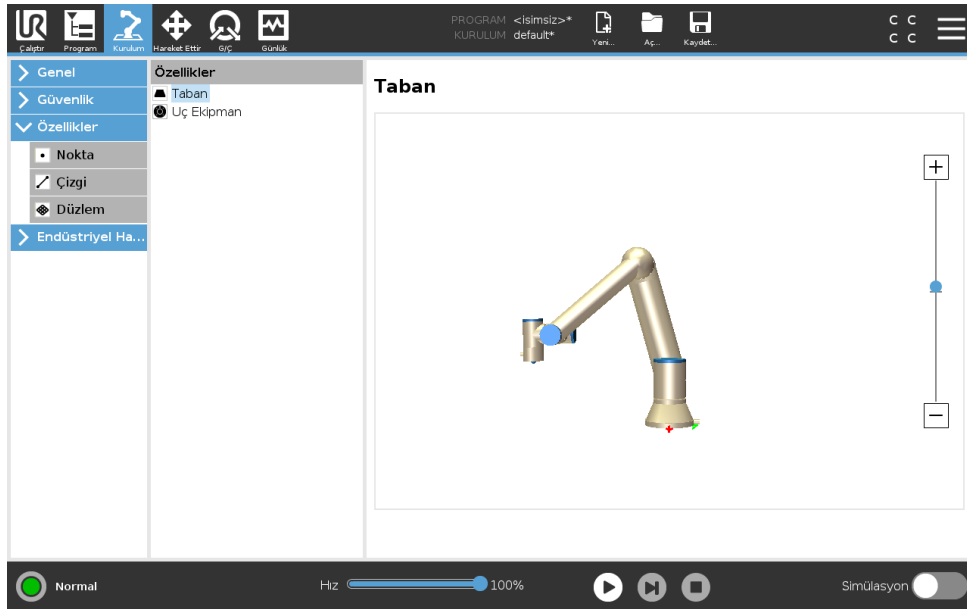 UR
Çalıştır
Program
Kurulum
Hareket Ettir
G/Ç
Günlük
PROGRAM <isimsiz>*
KURULUM default*
Yeni...
Aç...
Kaydet...
C C
C C
Genel
Güvenlik
Özellikler
Nokta
Çizgi
Düzlem
Endüstriyel Ha...
Özellikler
Taban
Uç Ekipman
Taban
Normal
Hız
100%
Simülasyon